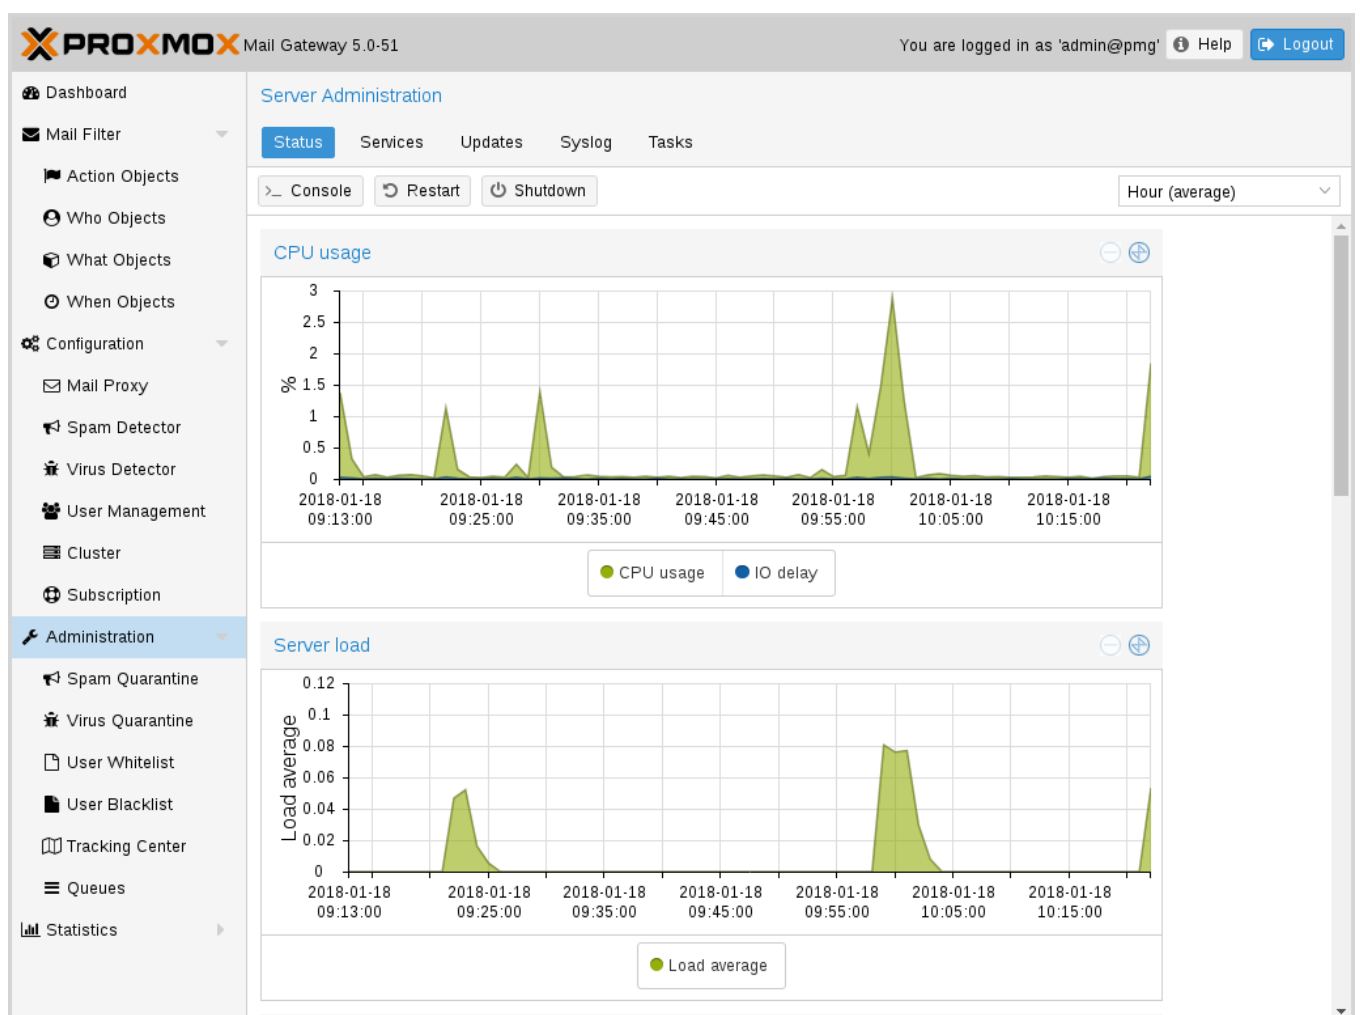 PROXMOX Mail Gateway 5.0-51 You are logged in as 'admin@pmg' Help Logout
Dashboard
Mail Filter
Action Objects
Who Objects
What Objects
When Objects
Configuration
Mail Proxy
Spam Detector
Virus Detector
User Management
Cluster
Subscription
Administration
Spam Quarantine
Virus Quarantine
User Whitelist
User Blacklist
Tracking Center
Queues
Statistics
Server Administration
Status Services Updates Syslog Tasks
>_ Console Restart Shutdown Hour (average)
CPU usage
3
2.5
2
1.5
1
0.5
0
%
2018-01-18 2018-01-18 2018-01-18 2018-01-18 2018-01-18 2018-01-18 2018-01-18
09:13:00 09:25:00 09:35:00 09:45:00 09:55:00 10:05:00 10:15:00
CPU usage IO delay
Server load
0.12
0.1
0.08
0.06
0.04
0.02
0
Load average
2018-01-18 2018-01-18 2018-01-18 2018-01-18 2018-01-18 2018-01-18 2018-01-18
09:13:00 09:25:00 09:35:00 09:45:00 09:55:00 10:05:00 10:15:00
Load average